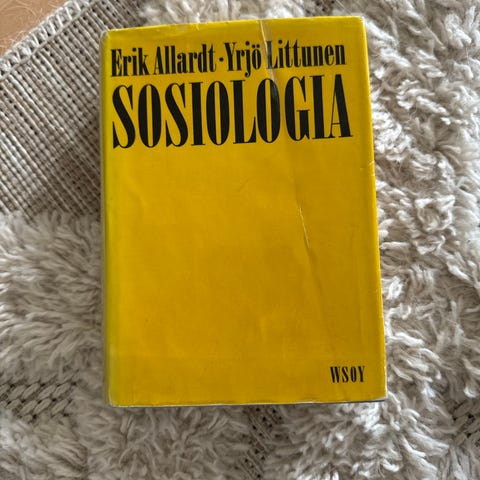 Erik Allardt · Yrjö Littunen
SOSIOLOGIA
WSOY